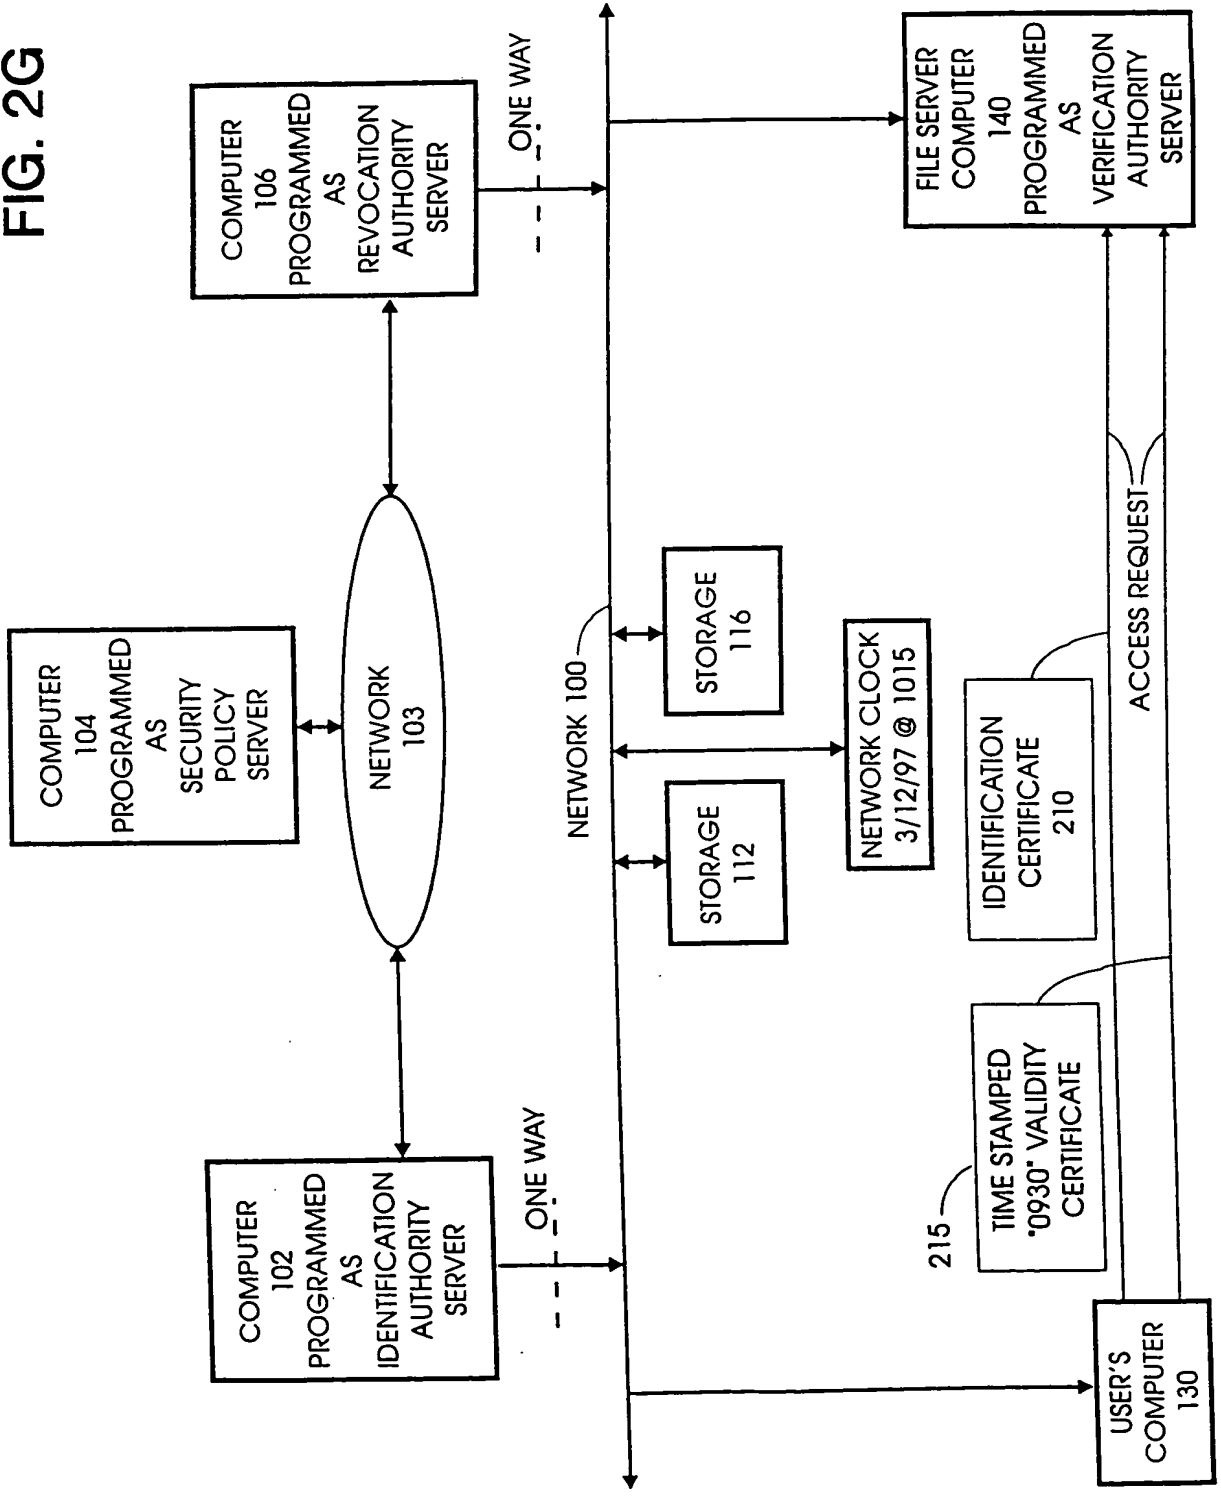 FIG. 2G
COMPUTER
104
PROGRAMMED
AS
SECURITY
POLICY
SERVER
COMPUTER
102
PROGRAMMED
AS
IDENTIFICATION
AUTHORITY
SERVER
NETWORK
103
COMPUTER
106
PROGRAMMED
AS
REVOCATION
AUTHORITY
SERVER
ONE WAY
ONE WAY
NETWORK 100
STORAGE
112
STORAGE
116
NETWORK CLOCK
3/12/97 @ 1015
215
TIME STAMPED
"0930" VALIDITY
CERTIFICATE
IDENTIFICATION
CERTIFICATE
210
ACCESS REQUEST
USER'S
COMPUTER
130
FILE SERVER
COMPUTER
140
PROGRAMMED
AS
VERIFICATION
AUTHORITY
SERVER